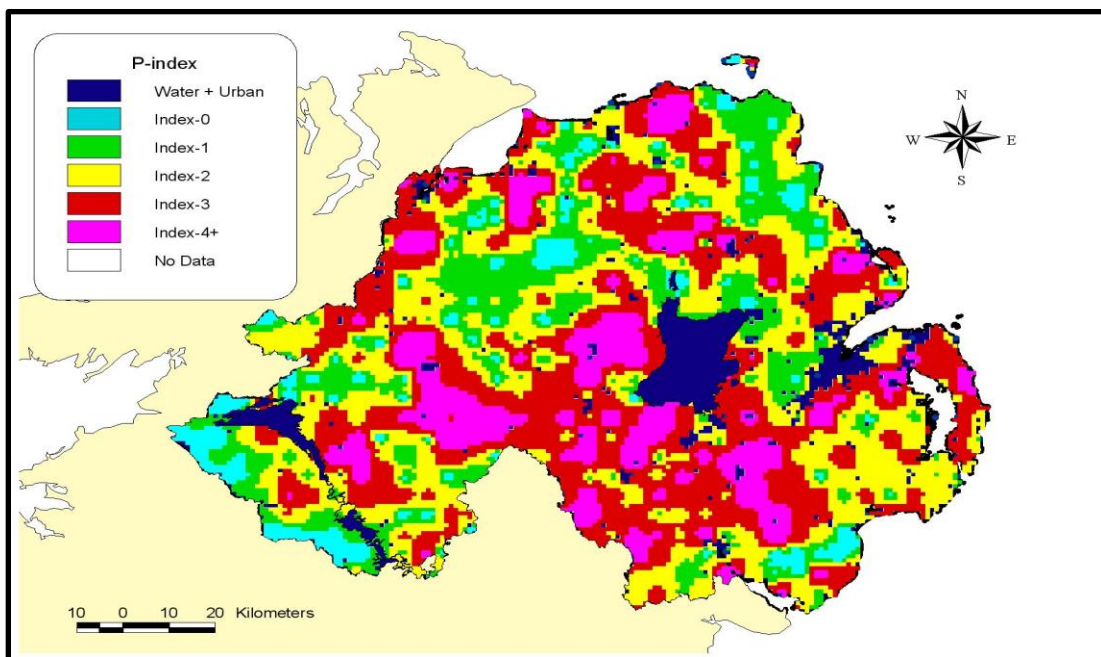 P-index
Water + Urban
Index-0
Index-1
Index-2
Index-3
Index-4+
No Data
N
W E
S
10 0 10 20 Kilometers